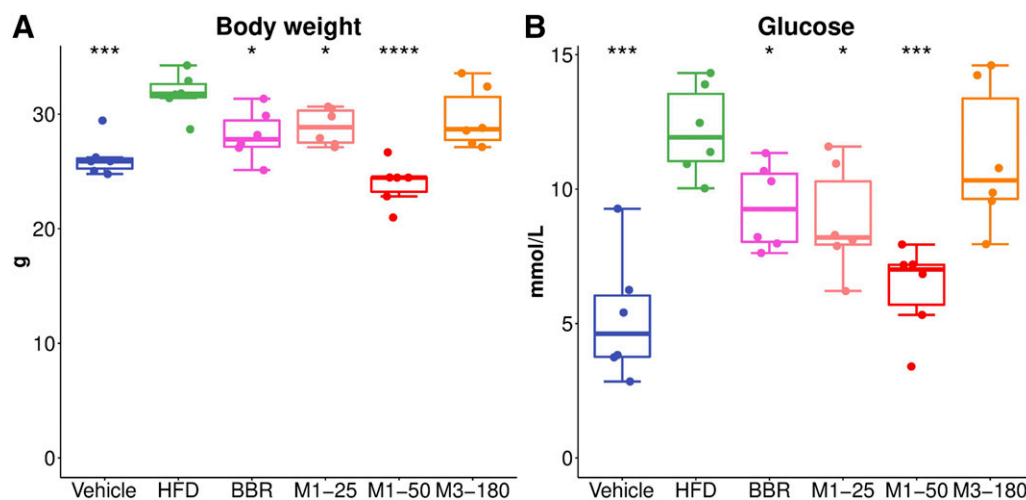 A
Body weight
*** * * ****
30
20
10
0
g
Vehicle HFD BBR M1-25 M1-50 M3-180
B
Glucose
*** * * ***
15
10
5
0
mmol/L
Vehicle HFD BBR M1-25 M1-50 M3-180